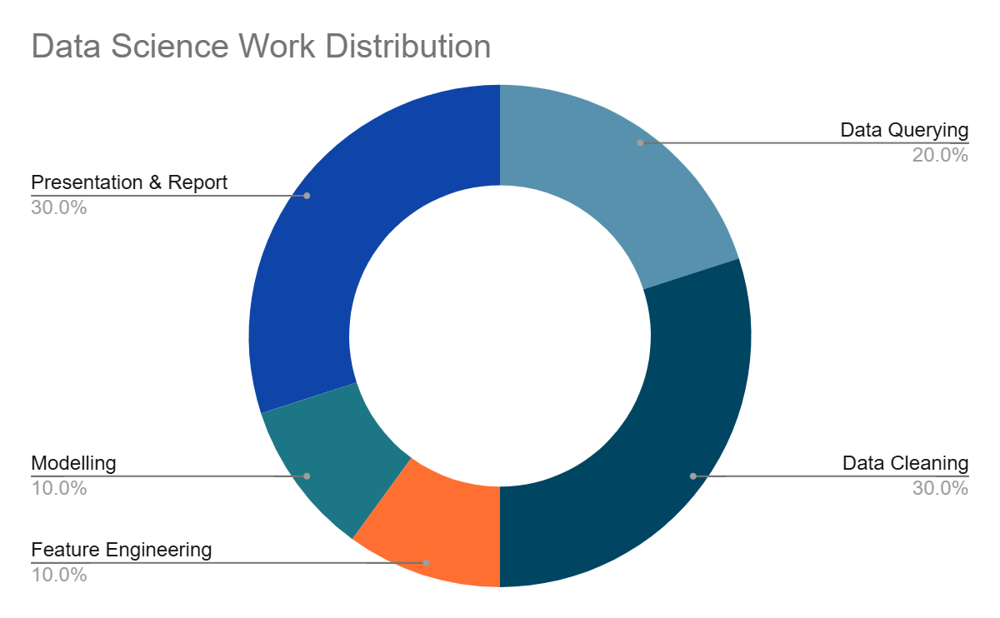 Data Science Work Distribution
Data Querying
20.0%
Presentation & Report
30.0%
Modelling
10.0%
Data Cleaning
30.0%
Feature Engineering
10.0%